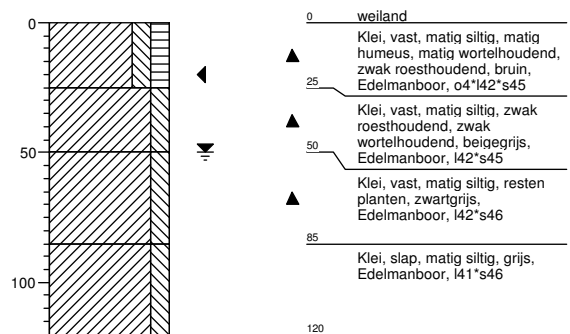 0
50
100
0 weiland
Klei, vast, matig siltig, matig
humeus, matig wortelhoudend,
zwak roesthoudend, bruin,
Edelmanboor, o4*l42*s45
25
Klei, vast, matig siltig, zwak
roesthoudend, zwak
wortelhoudend, beigegrijs,
Edelmanboor, l42*s45
50
Klei, vast, matig siltig, resten
planten, zwartgrijs,
Edelmanboor, l42*s46
85
Klei, slap, matig siltig, grijs,
Edelmanboor, l41*s46
120